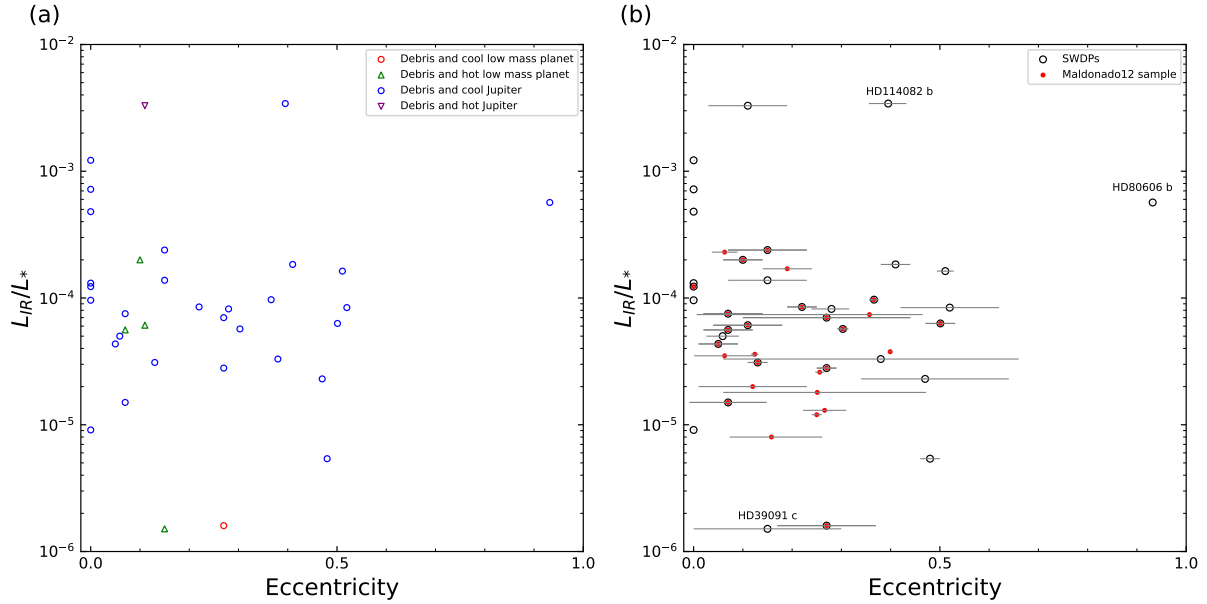 (a)
10⁻²
10⁻³
10⁻⁴
10⁻⁵
10⁻⁶
L_IR/L_*
0.0
0.5
1.0
Eccentricity
Debris and cool low mass planet
Debris and hot low mass planet
Debris and cool Jupiter
Debris and hot Jupiter
(b)
10⁻²
10⁻³
10⁻⁴
10⁻⁵
10⁻⁶
L_IR/L_*
0.0
0.5
1.0
Eccentricity
SWDPs
Maldonado12 sample
HD114082 b
HD80606 b
HD39091 c